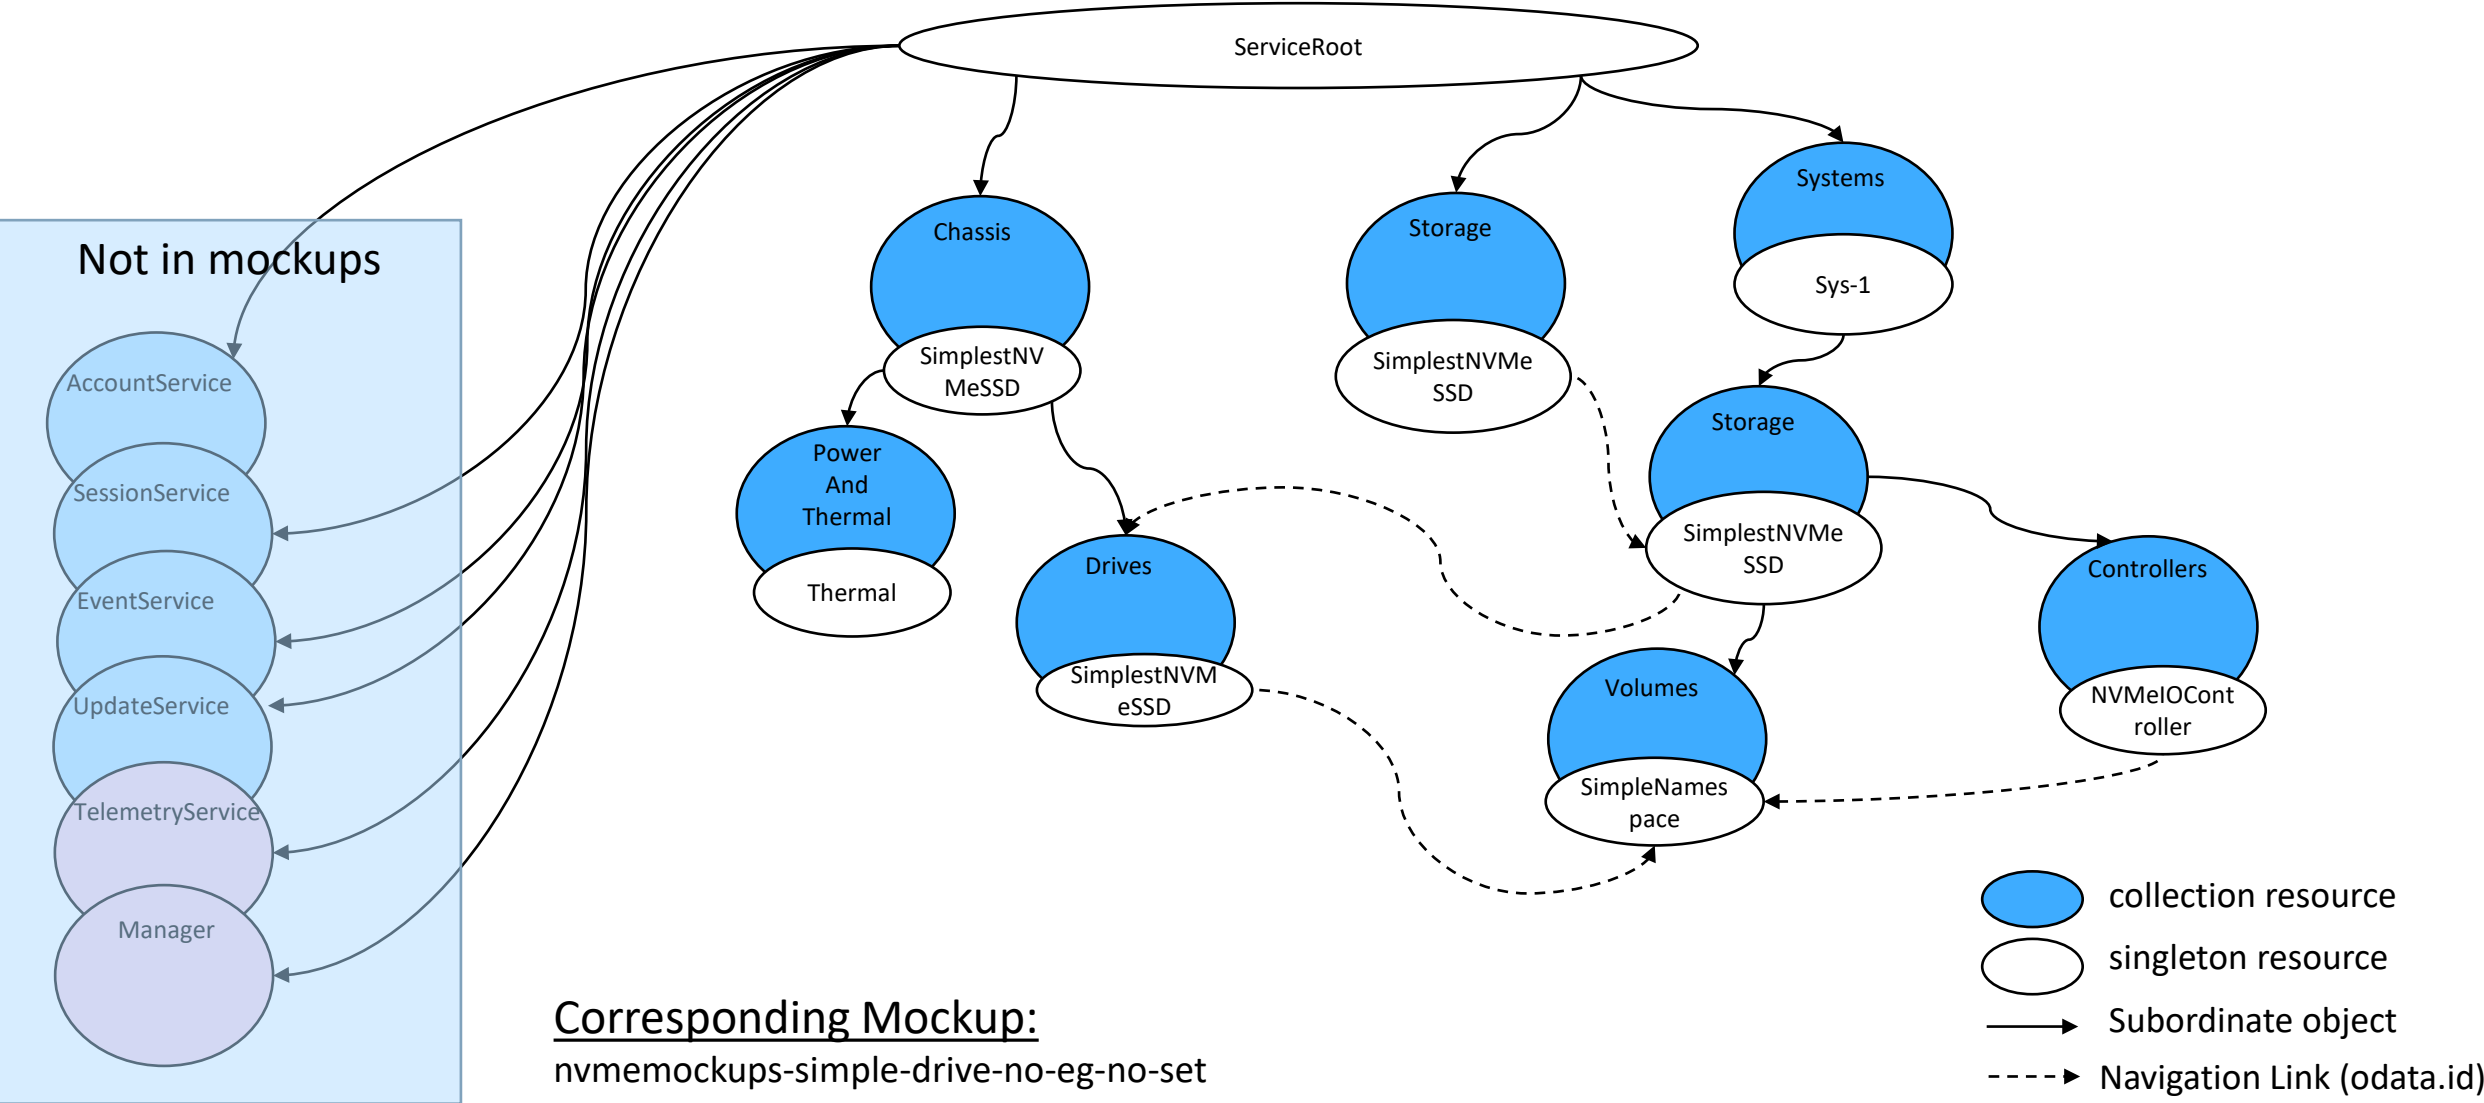 ServiceRoot
Not in mockups
AccountService
SessionService
EventService
UpdateService
TelemetryService
Manager
Chassis
SimplestNV
MeSSD
Power
And
Thermal
Thermal
Drives
SimplestNVM
eSSD
Storage
SimplestNVMe
SSD
Systems
Sys-1
Storage
SimplestNVMe
SSD
Volumes
SimpleNames
pace
Controllers
NVMeIOCont
roller
collection resource
singleton resource
Subordinate object
Navigation Link (odata.id)
Corresponding Mockup:
nvmemockups-simple-drive-no-eg-no-set